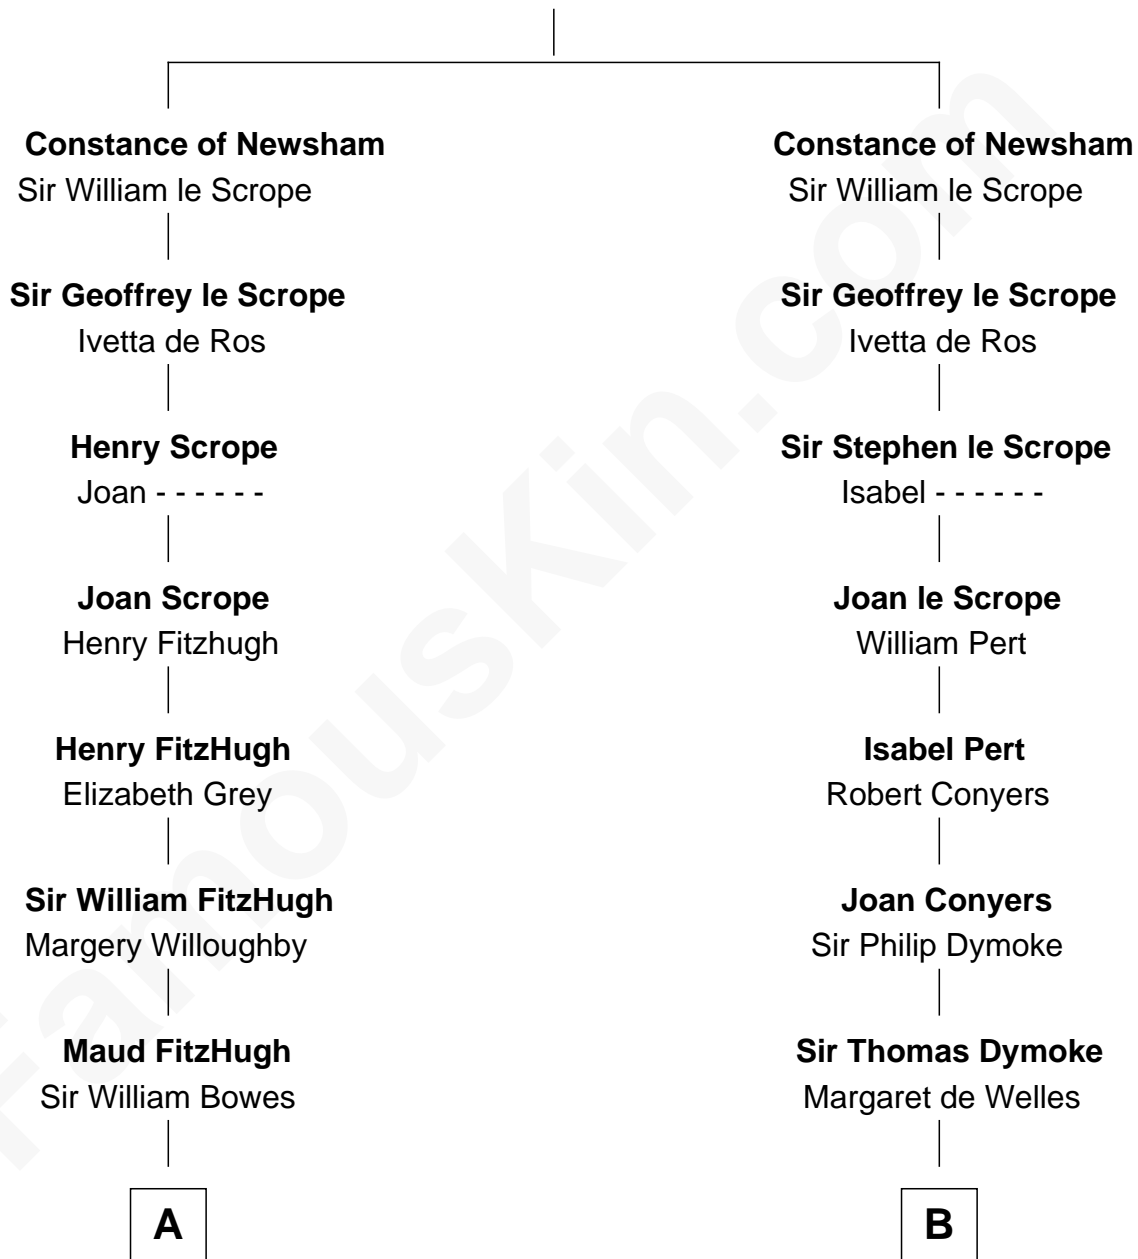 Constance of Newsham
Sir William le Scrope
Sir Geoffrey le Scrope
Ivetta de Ros
Henry Scrope
Joan - - - - - -
Joan Scrope
Henry Fitzhugh
Henry FitzHugh
Elizabeth Grey
Sir William FitzHugh
Margery Willoughby
Maud FitzHugh
Sir William Bowes
A
Constance of Newsham
Sir William le Scrope
Sir Geoffrey le Scrope
Ivetta de Ros
Sir Stephen le Scrope
Isabel - - - - - -
Joan le Scrope
William Pert
Isabel Pert
Robert Conyers
Joan Conyers
Sir Philip Dymoke
Sir Thomas Dymoke
Margaret de Welles
B
FamousKin.com